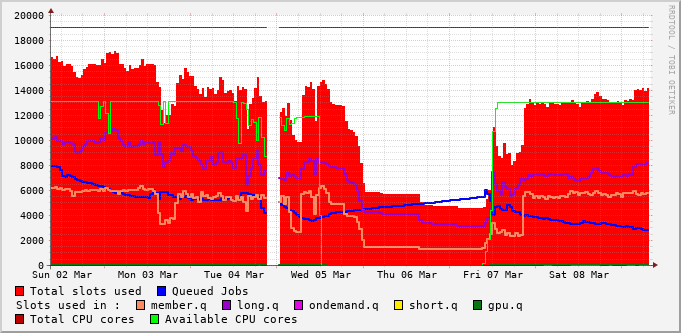 RRDTOOL / TOBI OETIKER
20000
18000
16000
14000
12000
10000
8000
6000
4000
2000
0
Sun 02 Mar Mon 03 Mar Tue 04 Mar Wed 05 Mar Thu 06 Mar Fri 07 Mar Sat 08 Mar
Total slots used Queued Jobs
Slots used in : member.q long.q ondemand.q short.q gpu.q
Total CPU cores Available CPU cores